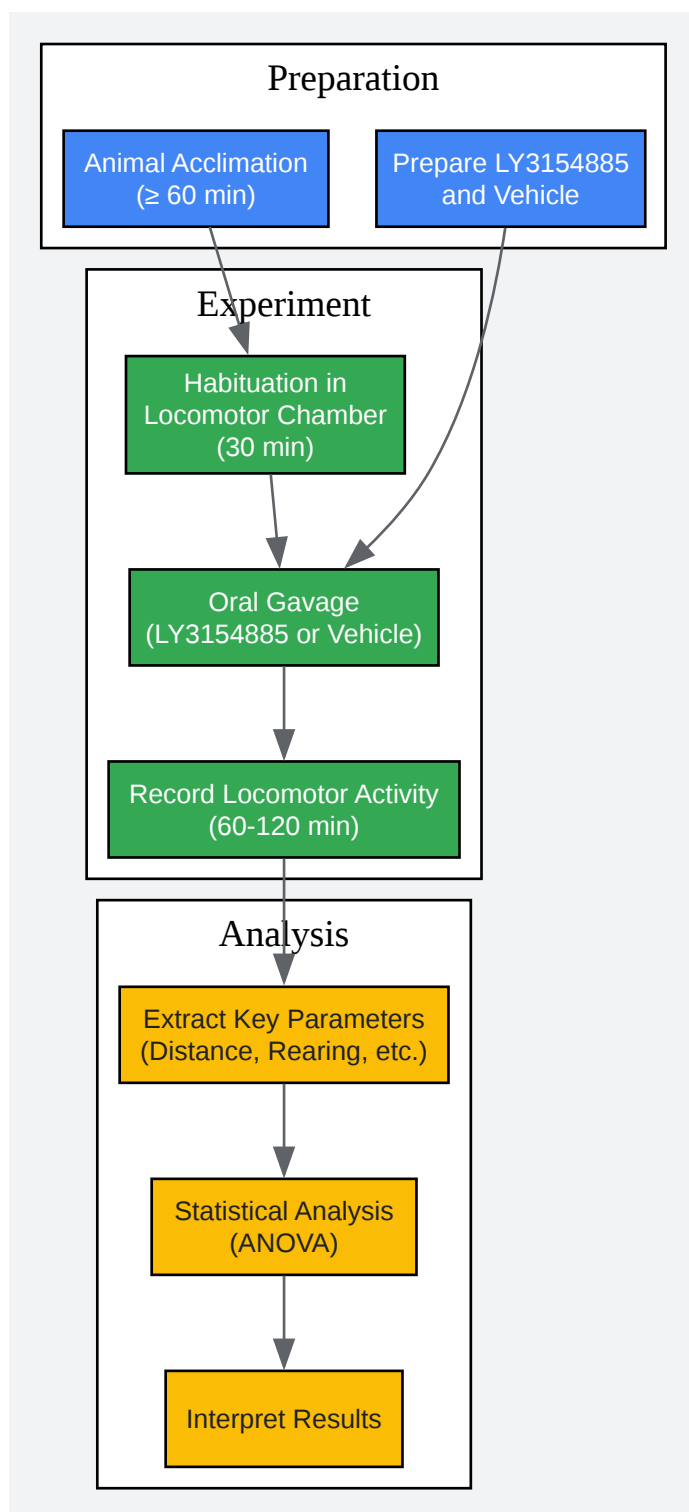 Preparation
Animal Acclimation
(≥ 60 min)
Prepare LY3154885
and Vehicle
Experiment
Habituation in
Locomotor Chamber
(30 min)
Oral Gavage
(LY3154885 or Vehicle)
Record Locomotor Activity
(60-120 min)
Analysis
Extract Key Parameters
(Distance, Rearing, etc.)
Statistical Analysis
(ANOVA)
Interpret Results